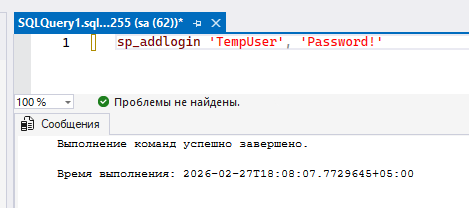 SQLQuery1.sql...255 (sa (62))*
1 sp_addlogin 'TempUser', 'Password!'
100 % Проблемы не найдены.
Сообщения
Выполнение команд успешно завершено.
Время выполнения: 2026-02-27T18:08:07.7729645+05:00